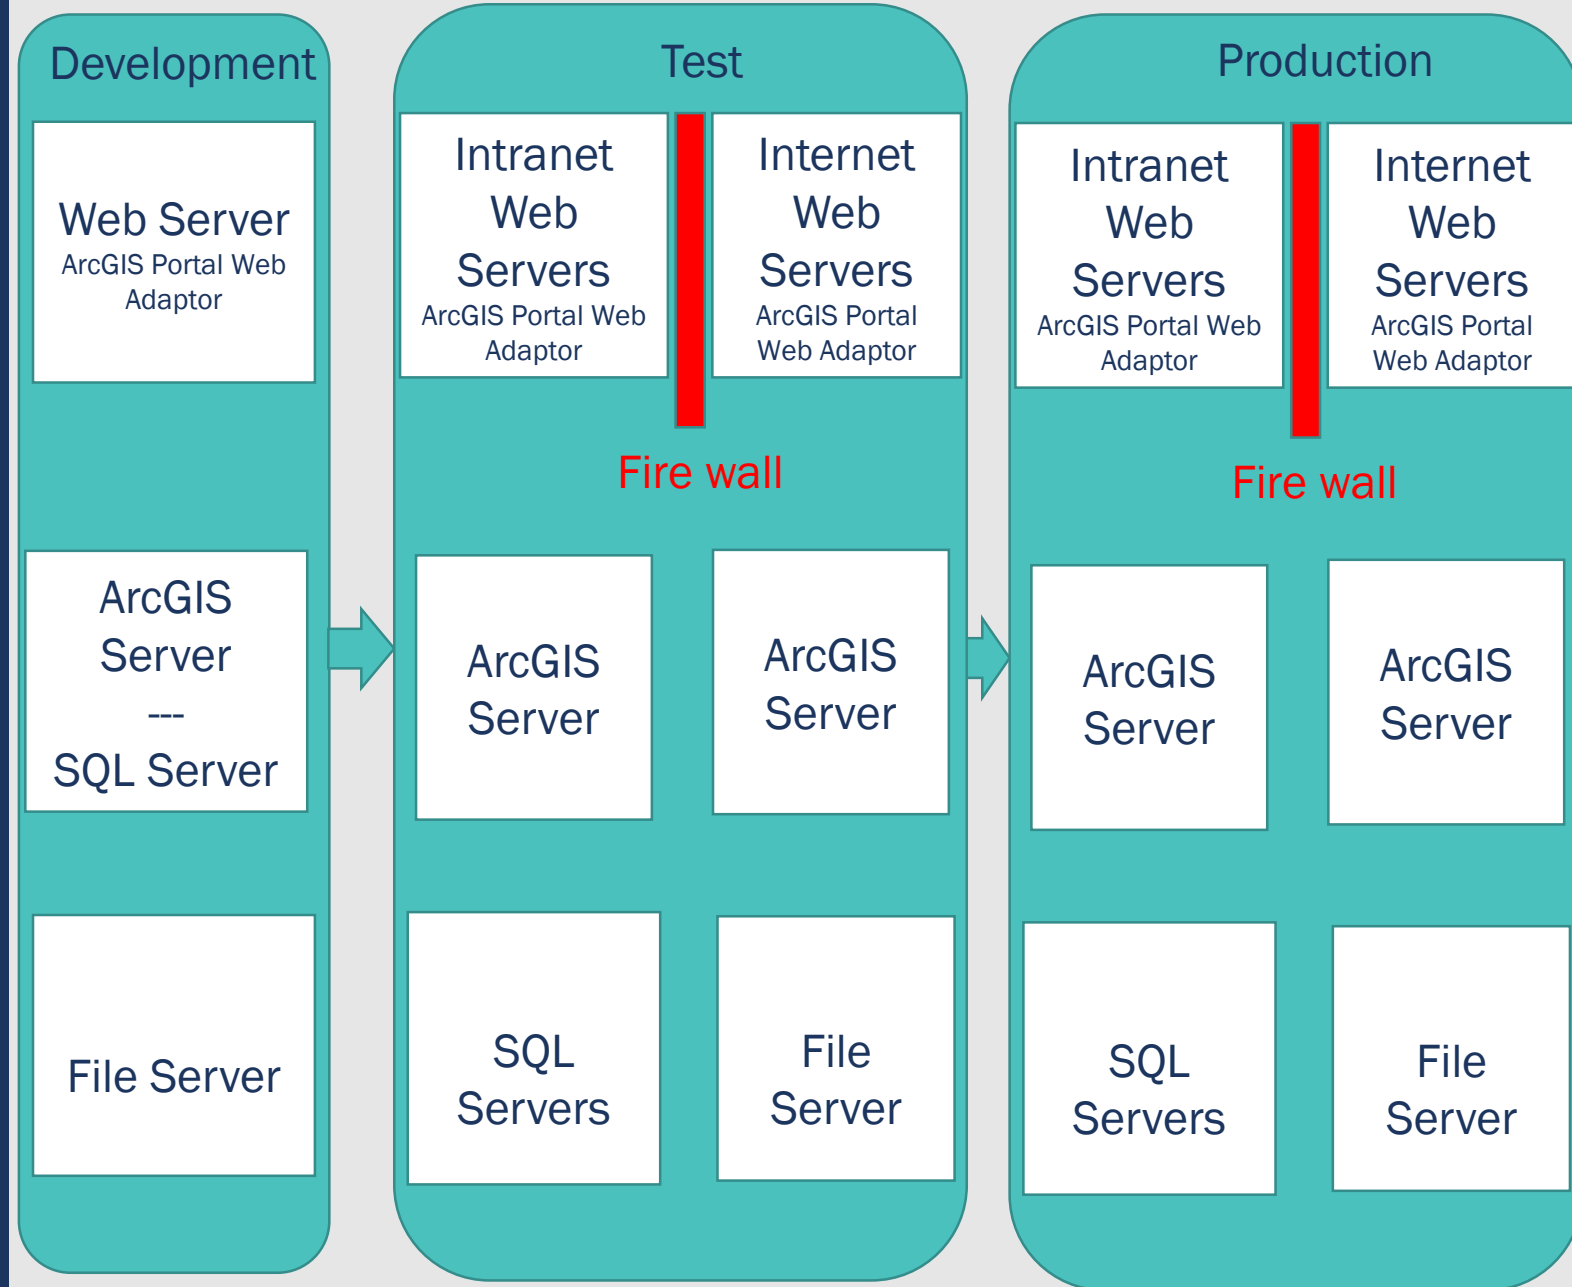 Development
Web Server
ArcGIS Portal Web
Adaptor
ArcGIS
Server
---
SQL Server
File Server
Test
Intranet
Web
Servers
ArcGIS Portal Web
Adaptor
Internet
Web
Servers
ArcGIS Portal
Web Adaptor
Fire wall
ArcGIS
Server
ArcGIS
Server
SQL
Servers
File
Server
Production
Intranet
Web
Servers
ArcGIS Portal Web
Adaptor
Internet
Web
Servers
ArcGIS Portal
Web Adaptor
Fire wall
ArcGIS
Server
ArcGIS
Server
SQL
Servers
File
Server